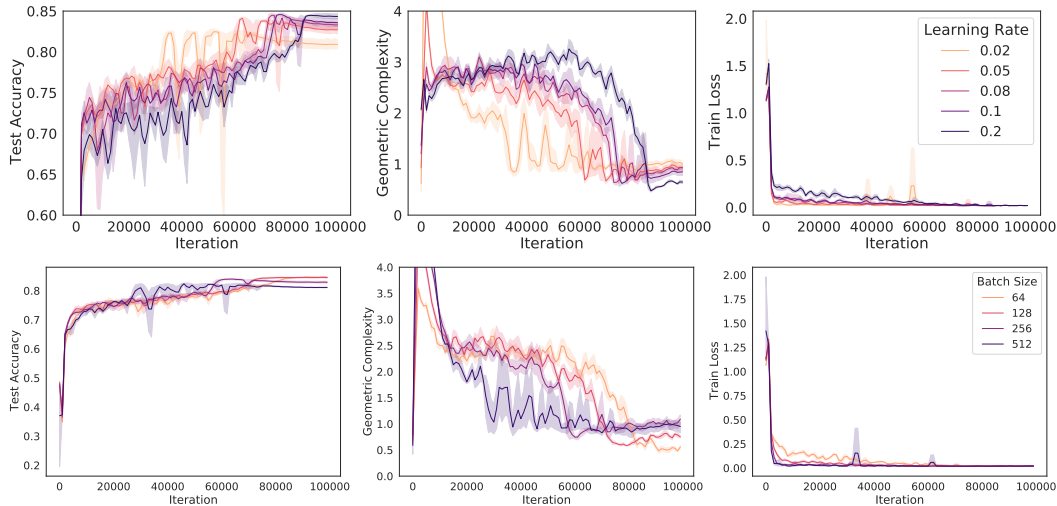 Test Accuracy
0.85
0.80
0.75
0.70
0.65
0.60
0 20000 40000 60000 80000 100000
Iteration
Geometric Complexity
4
3
2
1
0
0 20000 40000 60000 80000 100000
Iteration
Train Loss
2.0
1.5
1.0
0.5
0.0
0 20000 40000 60000 80000 100000
Iteration
Learning Rate
0.02
0.05
0.08
0.1
0.2
Test Accuracy
0.8
0.7
0.6
0.5
0.4
0.3
0.2
0 20000 40000 60000 80000 100000
Iteration
Geometric Complexity
4.0
3.5
3.0
2.5
2.0
1.5
1.0
0.5
0.0
0 20000 40000 60000 80000 100000
Iteration
Train Loss
2.00
1.75
1.50
1.25
1.00
0.75
0.50
0.25
0.00
0 20000 40000 60000 80000 100000
Iteration
Batch Size
64
128
256
512